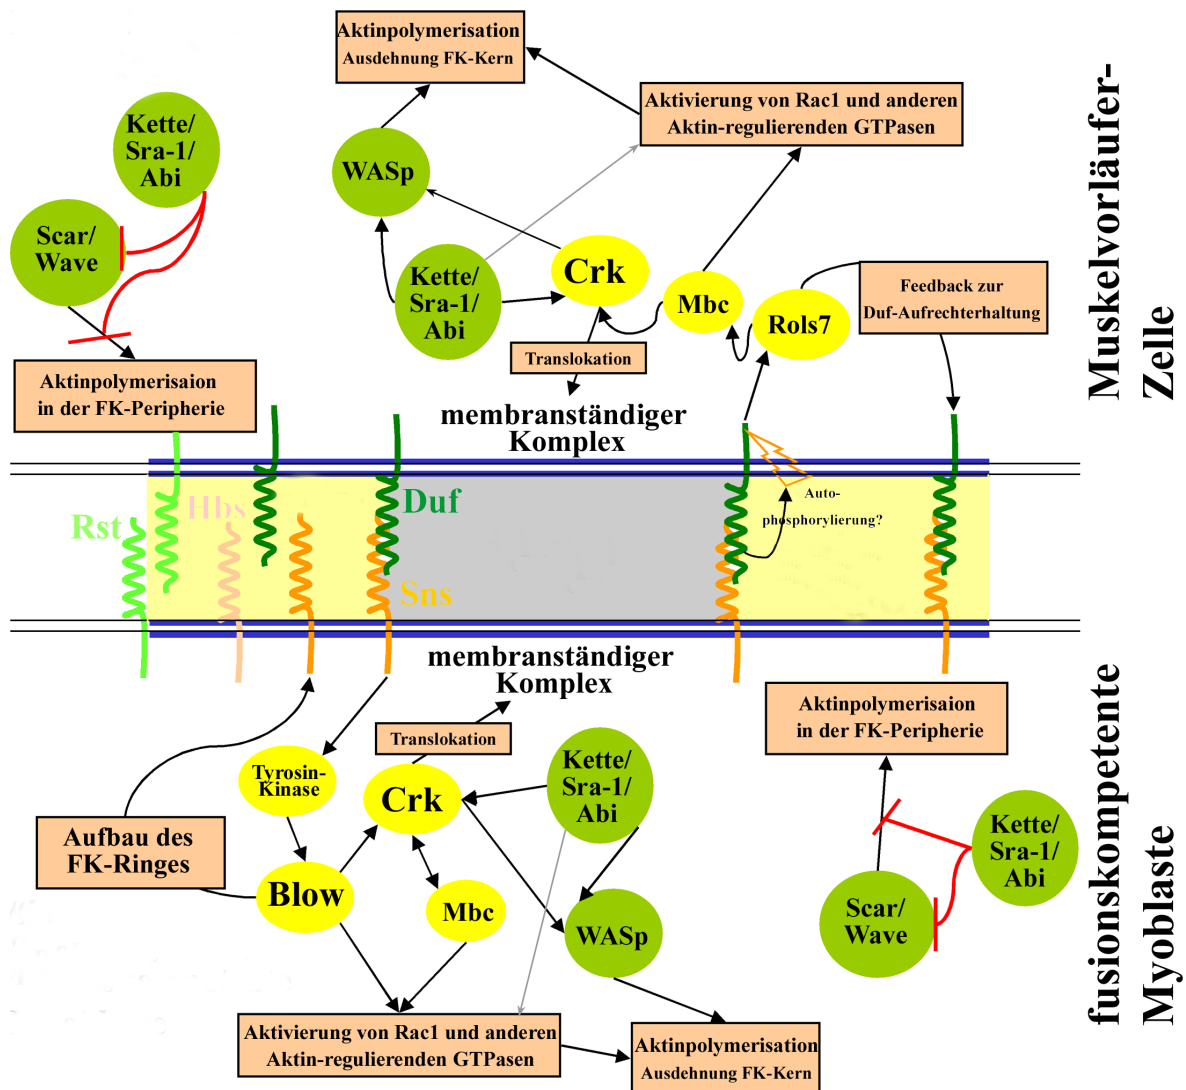 Aktinpolymerisation
Ausdehnung FK-Kern
Kette/
Sra-1/
Abi
Aktivierung von Rac1 und anderen
Aktin-regulierenden GTPasen
WASp
Scar/
Wave
Kette/
Sra-1/
Abi
Crk
Mbc
Rols7
Feedback zur
Duf-Aufrechterhaltung
Translokation
Aktinpolymerisaion
in der FK-Peripherie
membranständiger
Komplex
Muskelvorläufer-
Zelle
Rst
Hbs
Duf
Sns
Auto-
phosphorylierung?
membranständiger
Komplex
Translokation
Tyrosin-
Kinase
Crk
Kette/
Sra-1/
Abi
Aktinpolymerisaion
in der FK-Peripherie
Aufbau des
FK-Ringes
Blow
Mbc
WASp
Scar/
Wave
Kette/
Sra-1/
Abi
Aktivierung von Rac1 und anderen
Aktin-regulierenden GTPasen
Aktinpolymerisation
Ausdehnung FK-Kern
fusionskompetente
Myoblaste